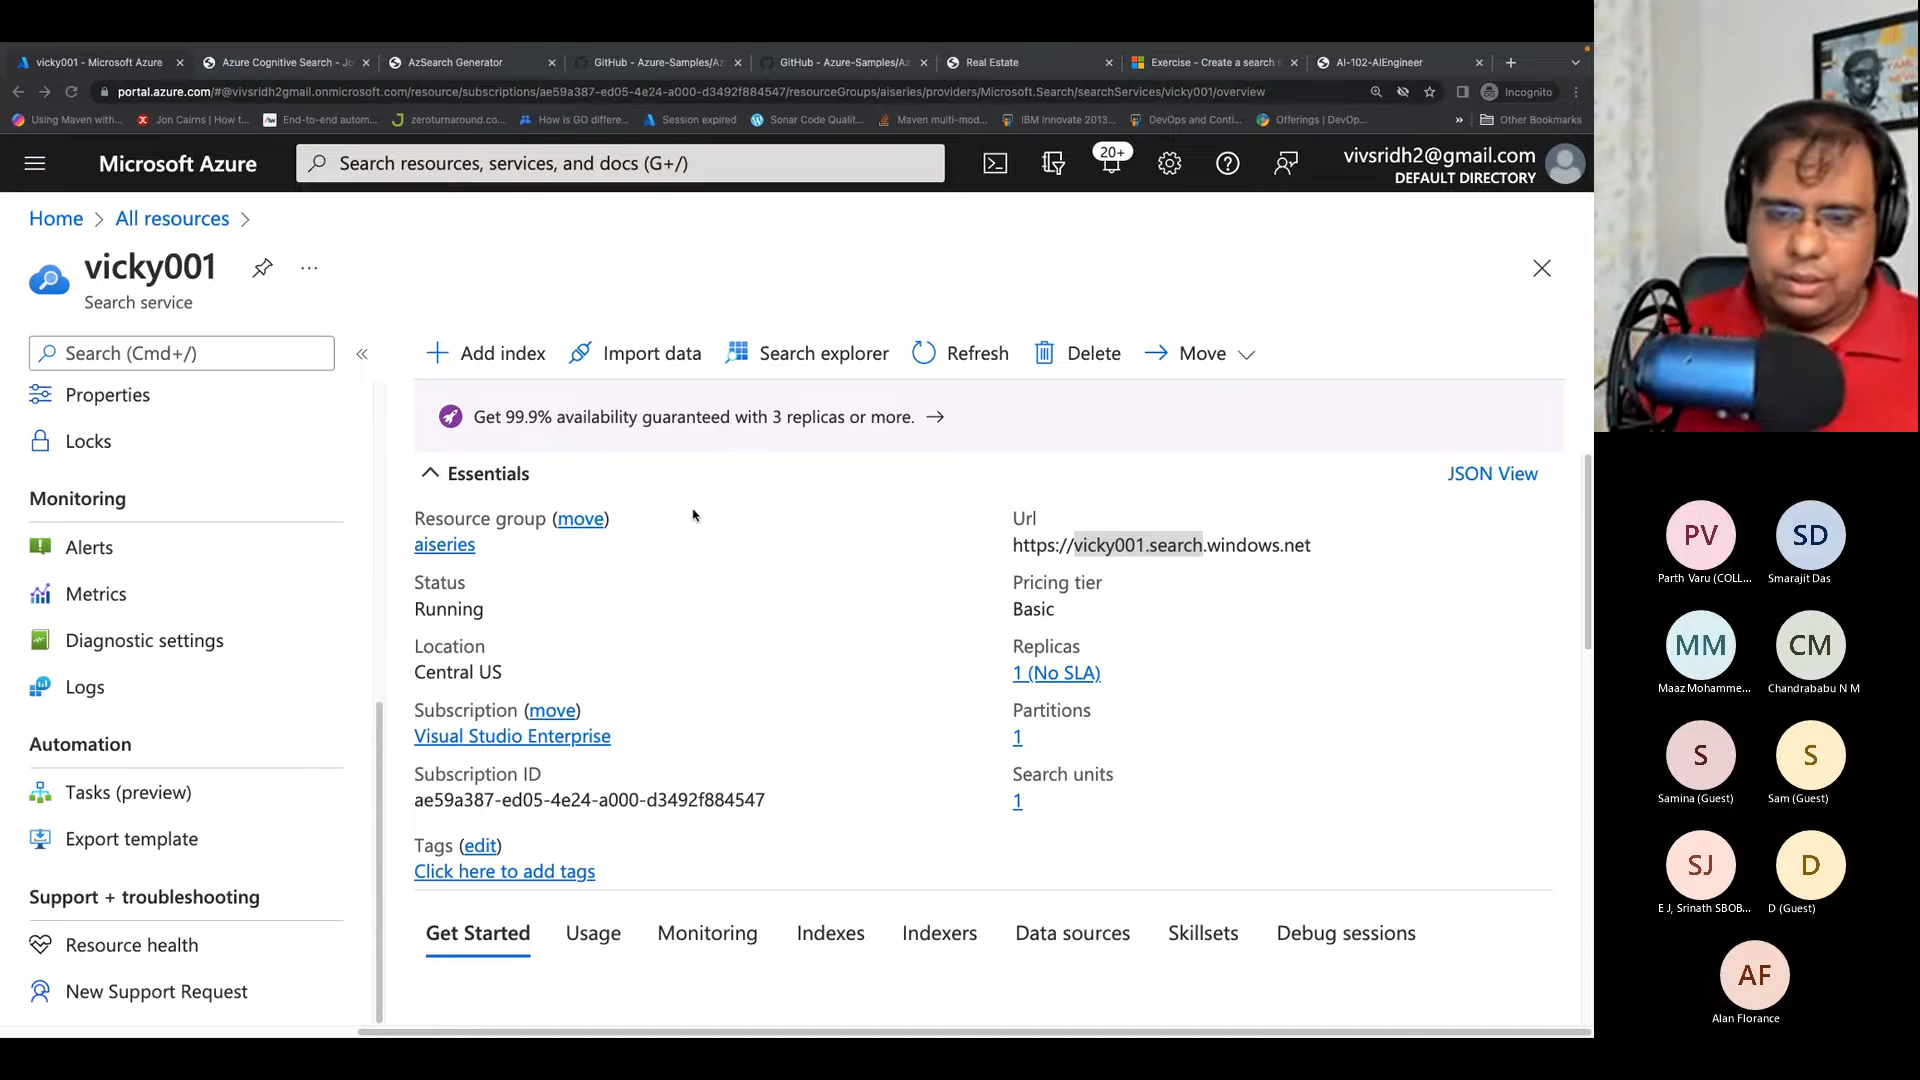 vicky001 - Microsoft Azure
Azure Cognitive Search - Jo
AzSearch Generator
GitHub - Azure-Samples/Az
GitHub - Azure-Samples/Az
Real Estate
Exercise - Create a search s
AI-102-AIEngineer
portal.azure.com/#@vivsridh2gmail.onmicrosoft.com/resource/subscriptions/ae59a387-ed05-4e24-a000-d3492f884547/resourceGroups/aiseries/providers/Microsoft.Search/searchServices/vicky001/overview
Incognito
Using Maven with...
Jon Cairns | How t...
End-to-end autom...
zeroturnaround.co...
How is GO differe...
Session expired
Sonar Code Qualit...
Maven multi-mod...
IBM Innovate 2013...
DevOps and Conti...
Offerings | DevOp...
Other Bookmarks
Microsoft Azure
Search resources, services, and docs (G+/)
20+
vivsridh2@gmail.com
DEFAULT DIRECTORY
Home > All resources >
vicky001
Search service
Search (Cmd+/)
Properties
Locks
Monitoring
Alerts
Metrics
Diagnostic settings
Logs
Automation
Tasks (preview)
Export template
Support + troubleshooting
Resource health
New Support Request
Add index
Import data
Search explorer
Refresh
Delete
Move
Get 99.9% availability guaranteed with 3 replicas or more.
Essentials
JSON View
Resource group (move)
aiseries
Status
Running
Location
Central US
Subscription (move)
Visual Studio Enterprise
Subscription ID
ae59a387-ed05-4e24-a000-d3492f884547
Tags (edit)
Click here to add tags
Url
https://vicky001.search.windows.net
Pricing tier
Basic
Replicas
1 (No SLA)
Partitions
1
Search units
1
Get Started
Usage
Monitoring
Indexes
Indexers
Data sources
Skillsets
Debug sessions
PV
Parth Varu (COLL...
SD
Smarajit Das
MM
Maaz Mohamme...
CM
Chandrababu N M
S
Samina (Guest)
S
Sam (Guest)
SJ
E J, Srinath SBOB...
D
D (Guest)
AF
Alan Florance